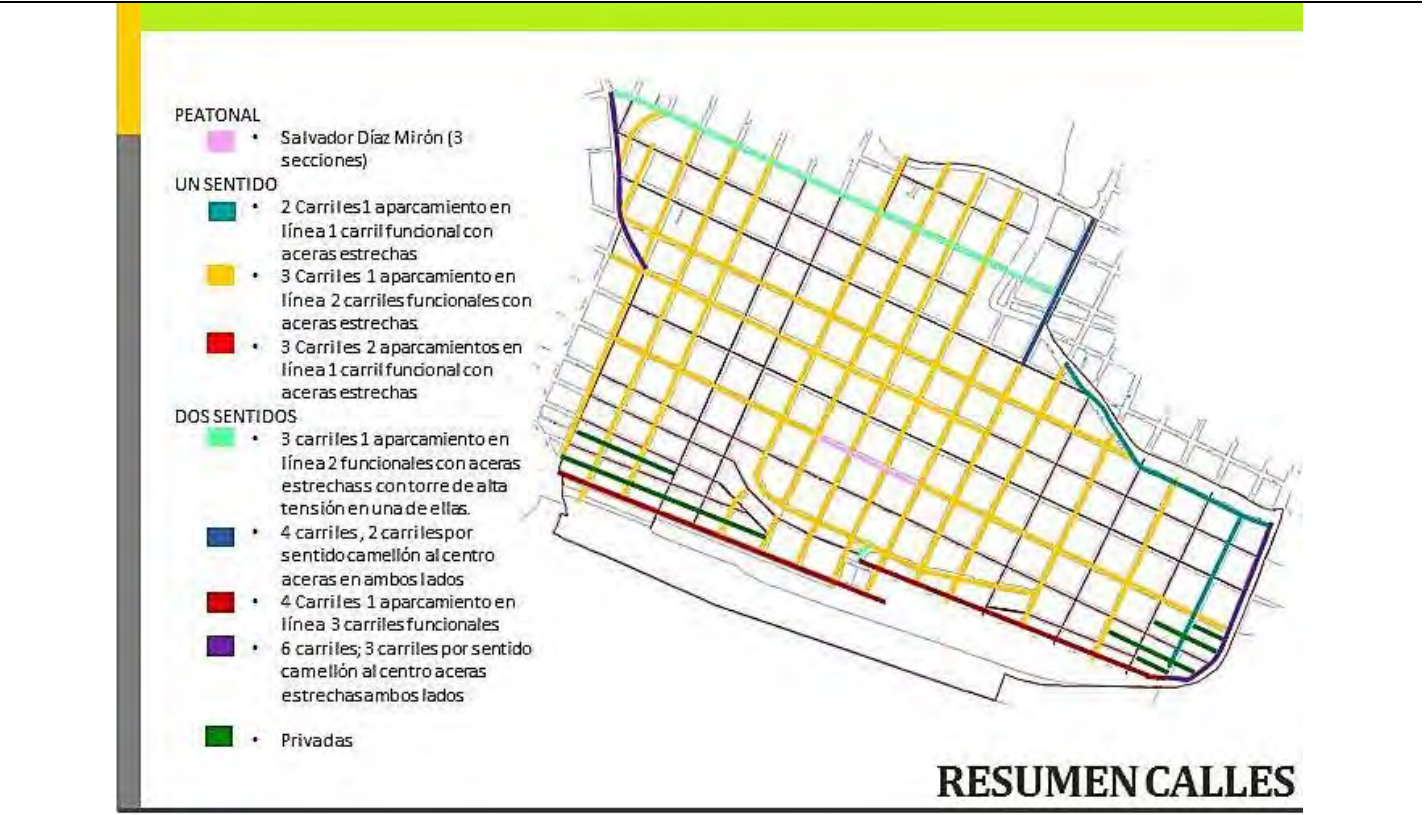 PEATONAL
• Salvador Díaz Mirón (3
secciones)
UN SENTIDO
• 2 Carriles1 aparcamiento en
línea 1 carril funcional con
aceras estrechas
• 3 Carriles 1 aparcamiento en
línea 2 carriles funcionales con
aceras estrechas.
• 3 Carriles 2 aparcamientos en
línea 1 carril funcional con
aceras estrechas
DOS SENTIDOS
• 3 carriles 1 aparcamiento en
línea 2 funcionales con aceras
estrechass con torre de alta
tensión en una de ellas.
• 4 carriles, 2 carriles por
sentido camellón al centro
aceras en ambos lados
• 4 Carriles 1 aparcamiento en
línea 3 carriles funcionales
• 6 carriles; 3 carriles por sentido
camellón al centro aceras
estrechas ambos lados
• Privadas
RESUMEN CALLES